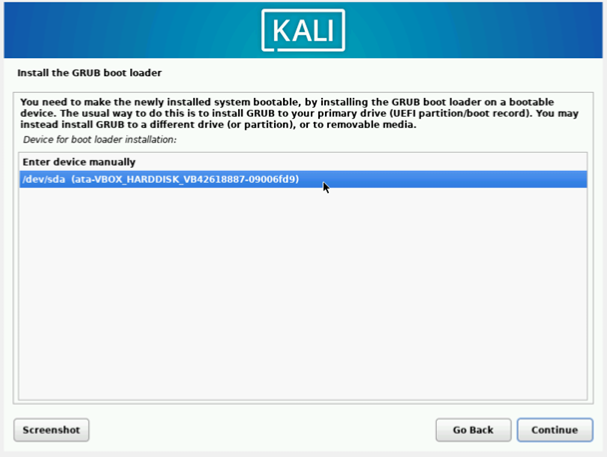 KALI
Install the GRUB boot loader
You need to make the newly installed system bootable, by installing the GRUB boot loader on a bootable
device. The usual way to do this is to install GRUB to your primary drive (UEFI partition/boot record). You may
instead install GRUB to a different drive (or partition), or to removable media.
Device for boot loader installation:
Enter device manually
/dev/sda (ata-VBOX_HARDDISK_VB42618887-09006fd9)
Screenshot
Go Back
Continue